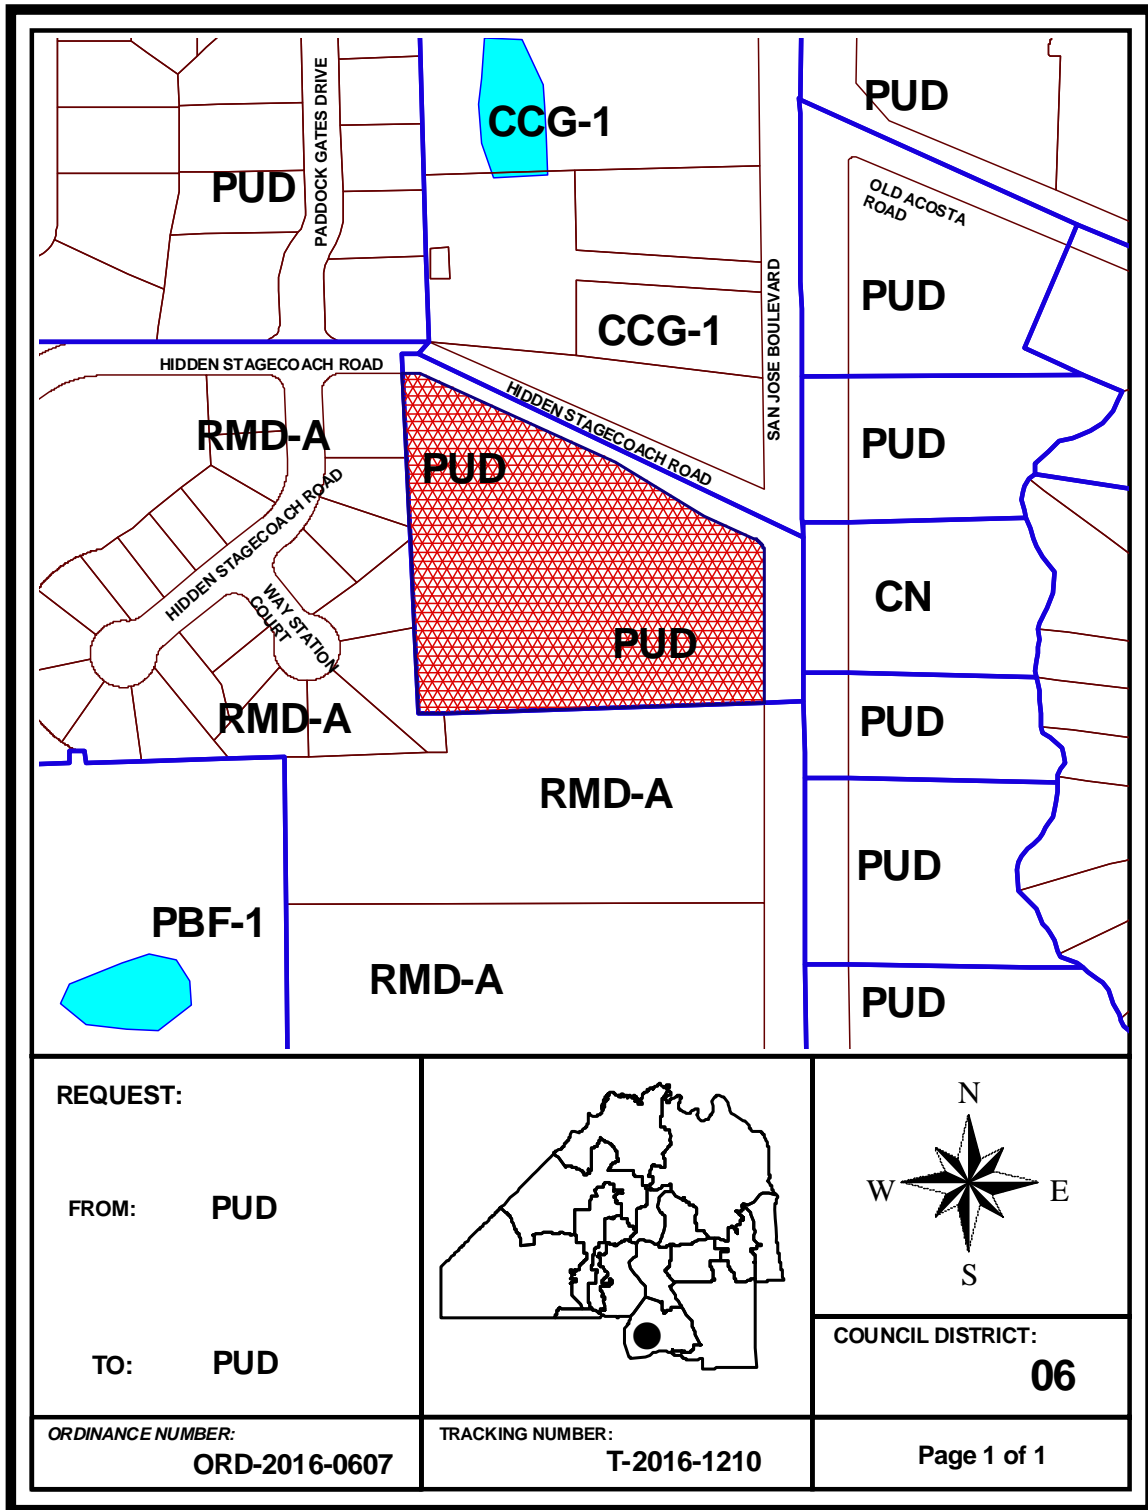 PUD
CCG-1
PUD
PADDOCK GATES DRIVE
OLD ACOSTA
ROAD
SAN JOSE BOULEVARD
PUD
CCG-1
HIDDEN STAGECOACH ROAD
HIDDEN STAGECOACH ROAD
RMD-A
PUD
PUD
HIDDEN STAGECOACH ROAD
WAY STATION
COURT
CN
PUD
RMD-A
PUD
RMD-A
PUD
PBF-1
RMD-A
PUD
REQUEST:
FROM: PUD
TO: PUD
N
W E
S
COUNCIL DISTRICT:
06
ORDINANCE NUMBER:
ORD-2016-0607
TRACKING NUMBER:
T-2016-1210
Page 1 of 1